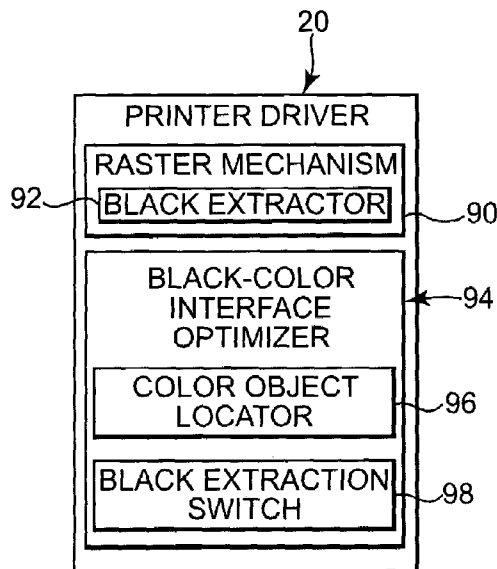 20
PRINTER DRIVER
RASTER MECHANISM
92
BLACK EXTRACTOR
90
BLACK-COLOR
INTERFACE
OPTIMIZER
94
COLOR OBJECT
LOCATOR
96
BLACK EXTRACTION
SWITCH
98